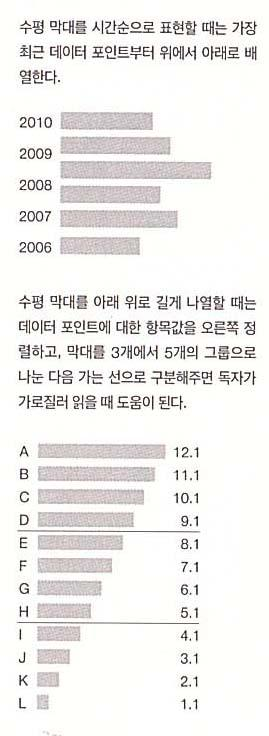 수평 막대를 시간순으로 표현할 때는 가장
최근 데이터 포인트부터 위에서 아래로 배
열한다.
2010
2009
2008
2007
2006
수평 막대를 아래 위로 길게 나열할 때는
데이터 포인트에 대한 항목값을 오른쪽 정
렬하고, 막대를 3개에서 5개의 그룹으로
나눈 다음 가는 선으로 구분해주면 독자가
가로질러 읽을 때 도움이 된다.
A 12.1
B 11.1
C 10.1
D 9.1
E 8.1
F 7.1
G 6.1
H 5.1
I 4.1
J 3.1
K 2.1
L 1.1